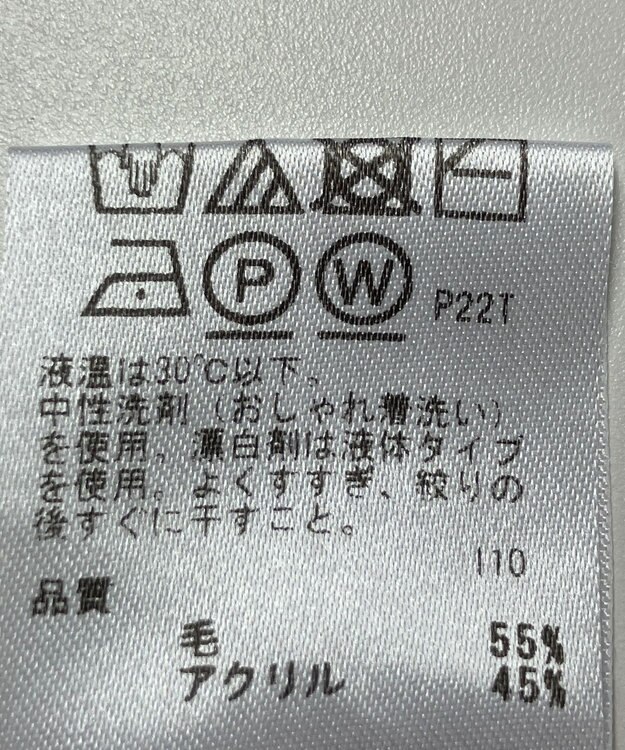 P W P22T
液温は30℃以下。
中性洗剤（おしゃれ着洗い）
を使用。漂白剤は液体タイプ
を使用。よくすすぎ、絞りの
後すぐに干すこと。
I10
品質
毛 55%
アクリル 45%